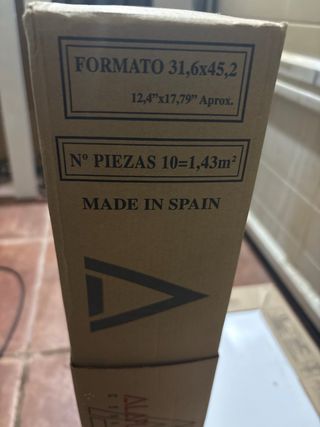 FORMATO 31,6x45,2
12,4”x17,79” Aprox.
Nº PIEZAS 10=1,43m²
MADE IN SPAIN